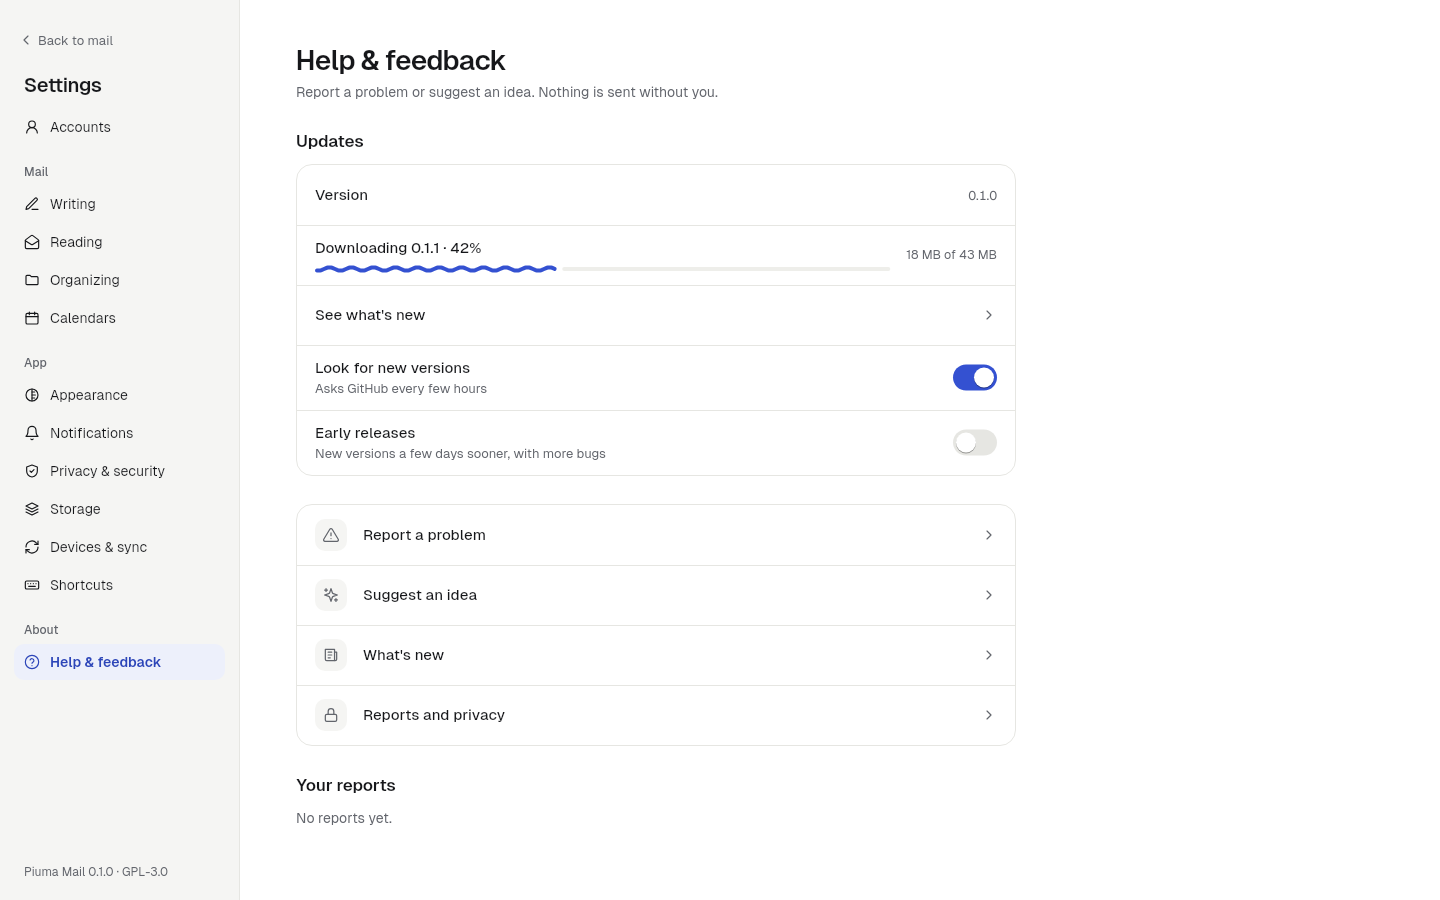 Back to mail
Settings
Accounts
Mail
Writing
Reading
Organizing
Calendars
App
Appearance
Notifications
Privacy & security
Storage
Devices & sync
Shortcuts
About
Help & feedback
Piuma Mail 0.1.0 · GPL-3.0
Help & feedback
Report a problem or suggest an idea. Nothing is sent without you.
Updates
Version
0.1.0
Downloading 0.1.1 · 42%
18 MB of 43 MB
See what's new
Look for new versions
Asks GitHub every few hours
Early releases
New versions a few days sooner, with more bugs
Report a problem
Suggest an idea
What's new
Reports and privacy
Your reports
No reports yet.